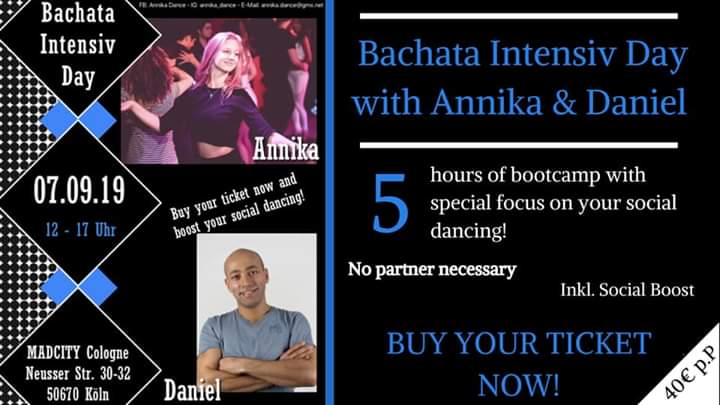 FB: Annika Dance - IG: annika_dance - E-Mail: annika.dance@gmx.net
Bachata
Intensiv
Day
Annika
07.09.19
12 - 17 Uhr
Buy your ticket now and
boost your social dancing!
MADCITY Cologne
Neusser Str. 30-32
50670 Köln
Daniel
Bachata Intensiv Day
with Annika & Daniel
5
hours of bootcamp with
special focus on your social
dancing!
No partner necessary
Inkl. Social Boost
BUY YOUR TICKET
NOW!
40€ p.P